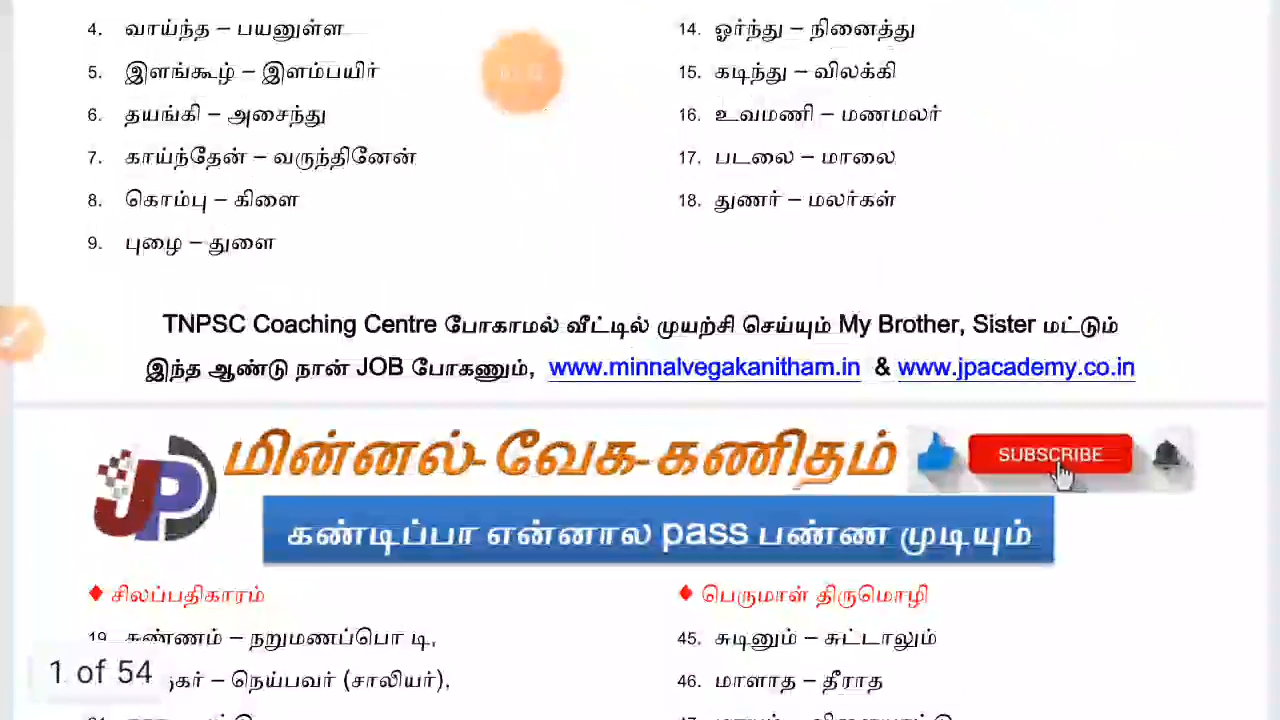 4. வாய்ந்த – பயனுள்ள
5. இளங்கூழ் – இளம்பயிர்
6. தயங்கி – அசைந்து
7. காய்ந்தேன் – வருந்தினேன்
8. கொம்பு – கிளை
9. புழை – துளை
14. ஓர்ந்து – நினைத்து
15. கடிந்து – விலக்கி
16. உவமணி – மணமலர்
17. படலை – மாலை
18. துணர் – மலர்கள்
TNPSC Coaching Centre போகாமல் வீட்டில் முயற்சி செய்யும் My Brother, Sister மட்டும்
இந்த ஆண்டு நான் JOB போகணும், www.minnalvegakanitham.in & www.jpacademy.co.in
JP மின்னல்-வேக-கணிதம் SUBSCRIBE
கண்டிப்பா என்னால pass பண்ண முடியும்
♦ சிலப்பதிகாரம்
19. சுண்ணம் – நறுமணப்பொ டி,
– நெய்பவர் (சாலியர்),
♦ பெருமாள் திருமொழி
45. சுடினும் – சுட்டாலும்
46. மாளாத – தீராத
1 of 54